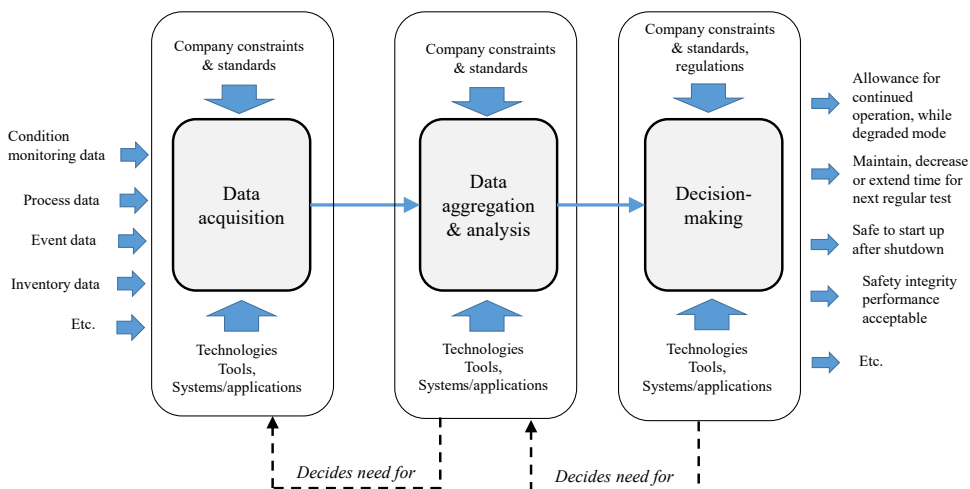 Condition
monitoring data
Process data
Event data
Inventory data
Etc.
Company constraints
& standards
Data
acquisition
Technologies
Tools,
Systems/applications
Company constraints
& standards
Data
aggregation
& analysis
Technologies
Tools,
Systems/applications
Company constraints
& standards,
regulations
Decision-
making
Technologies
Tools,
Systems/applications
Allowance for
continued
operation, while
degraded mode
Maintain, decrease
or extend time for
next regular test
Safe to start up
after shutdown
Safety integrity
performance
acceptable
Etc.
Decides need for
Decides need for